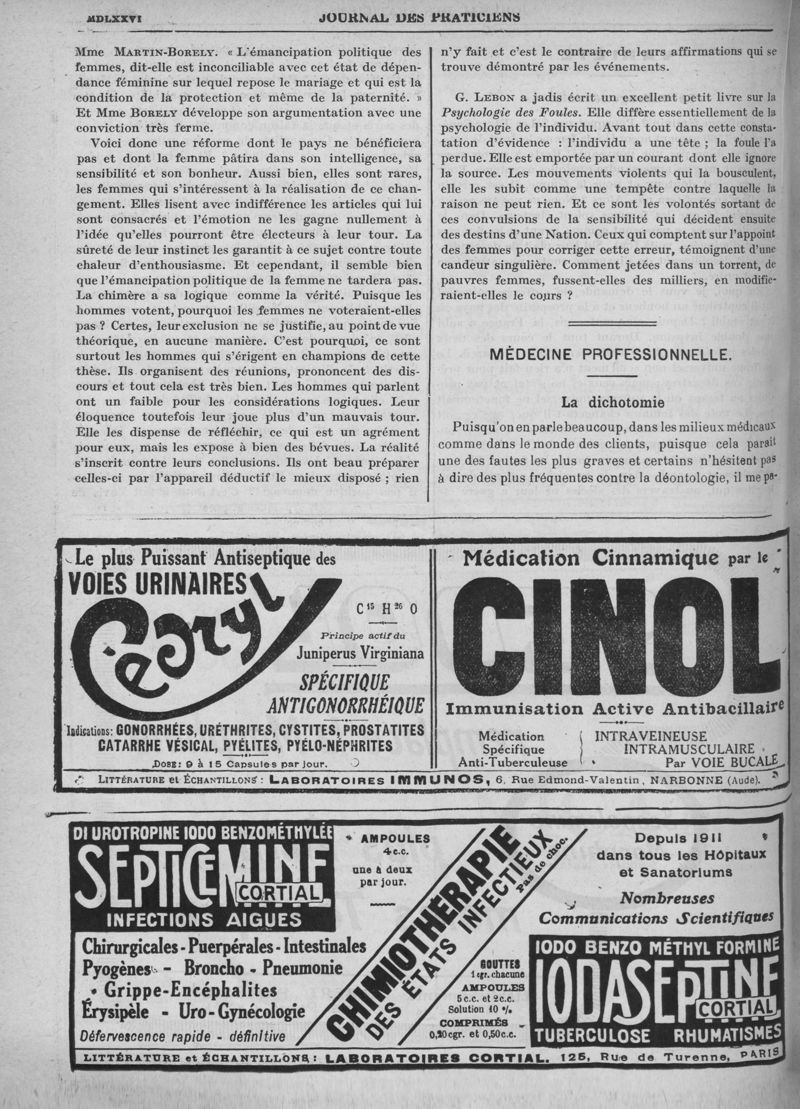 MDLXXVI
JOURNAL DES PRATICIENS
Mme MARTIN-BORELY. « L'émancipation politique des
femmes, dit-elle est inconciliable avec cet état de dépen-
dance féminine sur lequel repose le mariage et qui est la
condition de la protection et même de la paternité. »
Et Mme BORELY développe son argumentation avec une
conviction très ferme.
Voici donc une réforme dont le pays ne bénéficiera
pas et dont la femme pâtira dans son intelligence, sa
sensibilité et son bonheur. Aussi bien, elles sont rares,
les femmes qui s'intéressent à la réalisation de ce chan-
gement. Elles lisent avec indifférence les articles qui lui
sont consacrés et l'émotion ne les gagne nullement à
l'idée qu'elles pourront être électeurs à leur tour. La
sûreté de leur instinct les garantit à ce sujet contre toute
chaleur d'enthousiasme. Et cependant, il semble bien
que l'émancipation politique de la femme ne tardera pas.
La chimère a sa logique comme la vérité. Puisque les
hommes votent, pourquoi les femmes ne voteraient-elles
pas ? Certes, leur exclusion ne se justifie, au point de vue
théorique, en aucune manière. C'est pourquoi, ce sont
surtout les hommes qui s'érigent en champions de cette
thèse. Ils organisent des réunions, prononcent des dis-
cours et tout cela est très bien. Les hommes qui parlent
ont un faible pour les considérations logiques. Leur
éloquence toutefois leur joue plus d'un mauvais tour.
Elle les dispense de réfléchir, ce qui est un agrément
pour eux, mais les expose à bien des bévues. La réalité
s'inscrit contre leurs conclusions. Ils ont beau préparer
celles-ci par l'appareil déductif le mieux disposé ; rien
n'y fait et c'est le contraire de leurs affirmations qui se
trouve démontré par les événements.
G. LEBON a jadis écrit un excellent petit livre sur la
Psychologie des Foules. Elle diffère essentiellement de la
psychologie de l'individu. Avant tout dans cette consta-
tation d'évidence : l'individu a une tête ; la foule l'a
perdue. Elle est emportée par un courant dont elle ignore
la source. Les mouvements violents qui la bousculent,
elle les subit comme une tempête contre laquelle la
raison ne peut rien. Et ce sont les volontés sortant de
ces convulsions de la sensibilité qui décident ensuite
des destins d'une Nation. Ceux qui comptent sur l'appoint
des femmes pour corriger cette erreur, témoignent d'une
candeur singulière. Comment jetées dans un torrent, de
pauvres femmes, fussent-elles des milliers, en modifie-
raient-elles le cours ?
MÉDECINE PROFESSIONNELLE.
La dichotomie
Puisqu'on en parle beaucoup, dans les milieux médicaux
comme dans le monde des clients, puisque cela parait
une des fautes les plus graves et certains n'hésitent pas
à dire des plus fréquentes contre la déontologie, il me pa-
Le plus Puissant Antiseptique des
VOIES URINAIRES
Cédryl
C15 H26 O
Principe actif du
Juniperus Virginiana
SPÉCIFIQUE
ANTIGONORRHÉIQUE
Indications: GONORRHÉES, URÉTHRITES, CYSTITES, PROSTATITES
CATARRHE VÉSICAL, PYÉLITES, PYÉLO-NÉPHRITES
DOSE: 9 à 15 Capsules par jour.
Médication Cinnamique par le
CINOL
Immunisation Active Antibacillaire
Médication
Spécifique
Anti-Tuberculeuse
INTRAVEINEUSE
INTRAMUSCULAIRE
Par VOIE BUCALE
LITTÉRATURE et ÉCHANTILLONS : LABORATOIRES IMMUNOS, 6, Rue Edmond-Valentin, NARBONNE (Aude).
DI UROTROPINE IODO BENZOMÉTHYLÉE
SEPTICEMINE
CORTIAL
INFECTIONS AIGUES
Chirurgicales - Puerpérales - Intestinales
Pyogènes - Broncho - Pneumonie
Grippe-Encéphalites
Érysipèle - Uro-Gynécologie
Défervescence rapide - définitive
AMPOULES
4 c.c.
une à deux
par jour.
CHIMIOTHÉRAPIE
DES ÉTATS INFECTIEUX
Pas de choc.
GOUTTES
1 cgr. chacune
AMPOULES
5 c.c. et 2 c.c.
Solution 10 %
COMPRIMÉS
0,20 cgr. et 0,50 c.c.
Depuis 1911
dans tous les Hôpitaux
et Sanatoriums
Nombreuses
Communications Scientifiques
IODO BENZO MÉTHYL FORMINE
IODASEPTINE
CORTIAL
TUBERCULOSE RHUMATISMES
LITTÉRATURE et ÉCHANTILLONS : LABORATOIRES CORTIAL. 125, Rue de Turenne, PARIS